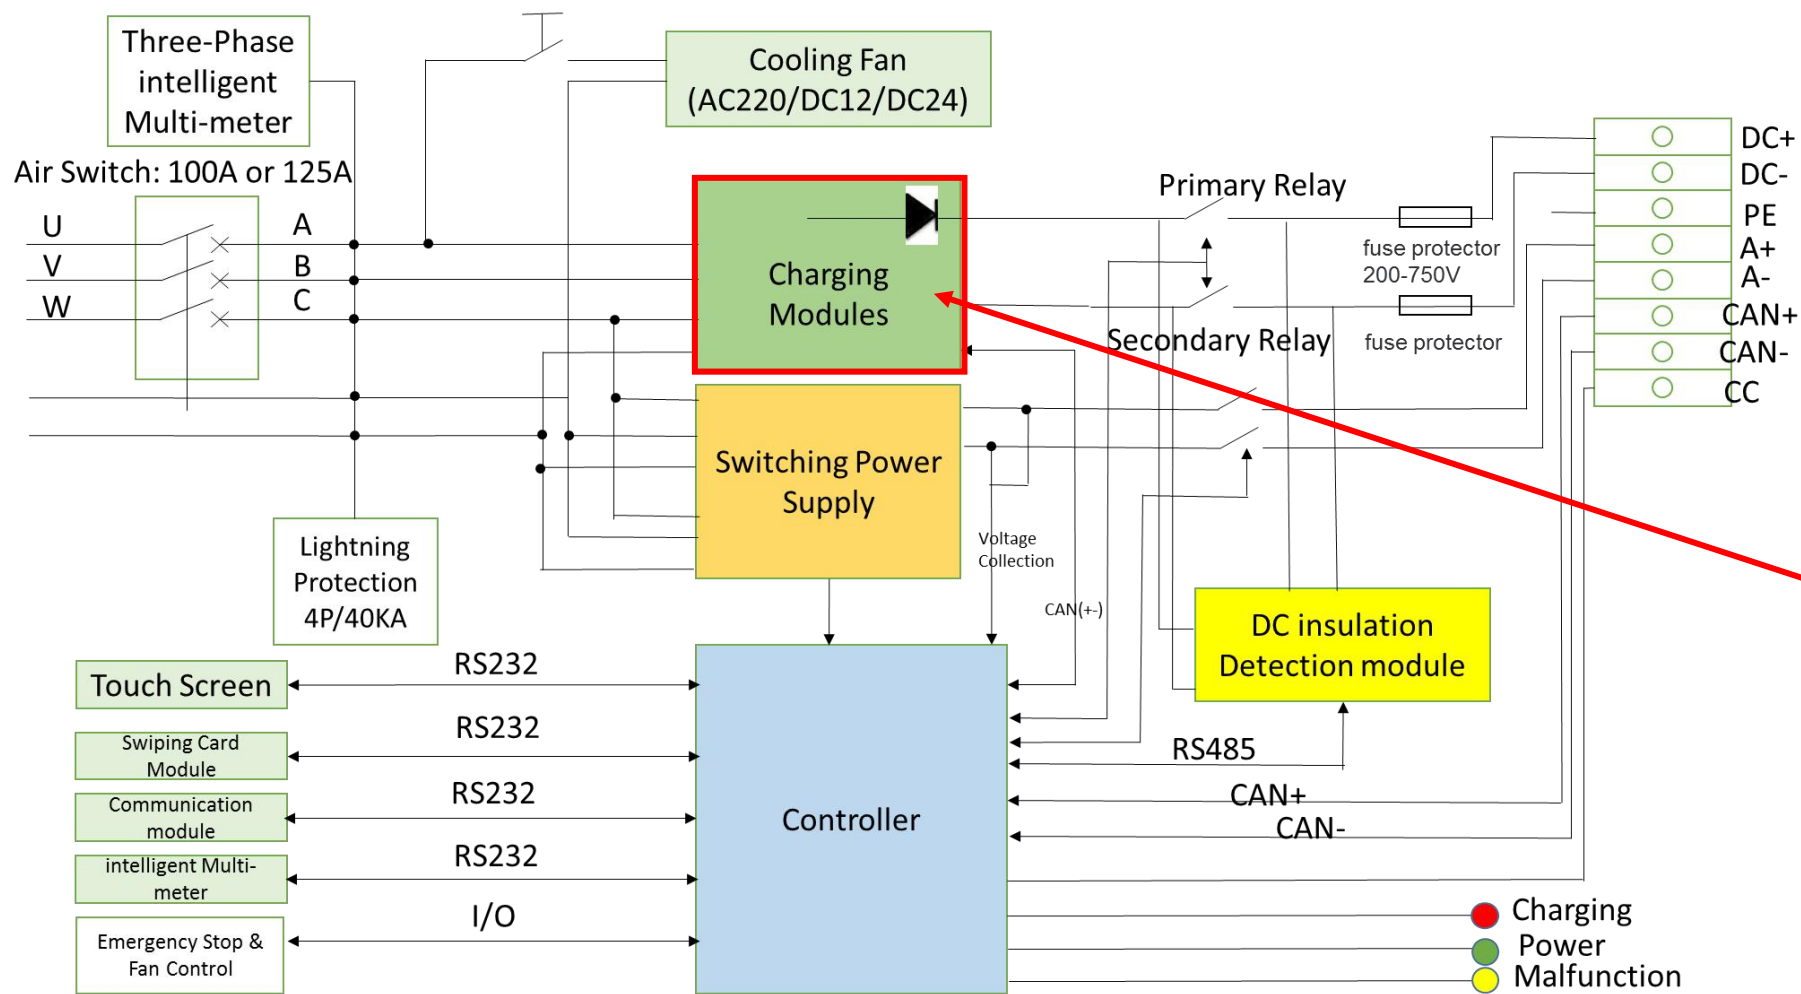 Three-Phase
intelligent
Multi-meter
Cooling Fan
(AC220/DC12/DC24)
Air Switch: 100A or 125A
U
V
W
A
B
C
Charging
Modules
Primary Relay
Secondary Relay
fuse protector
200-750V
fuse protector
DC+
DC-
PE
A+
A-
CAN+
CAN-
CC
Switching Power
Supply
Lightning
Protection
4P/40KA
Voltage
Collection
CAN(+-)
DC insulation
Detection module
Touch Screen
RS232
Swiping Card
Module
RS232
Communication
module
RS232
intelligent Multi-
meter
RS232
Emergency Stop &
Fan Control
I/O
Controller
RS485
CAN+
CAN-
Charging
Power
Malfunction